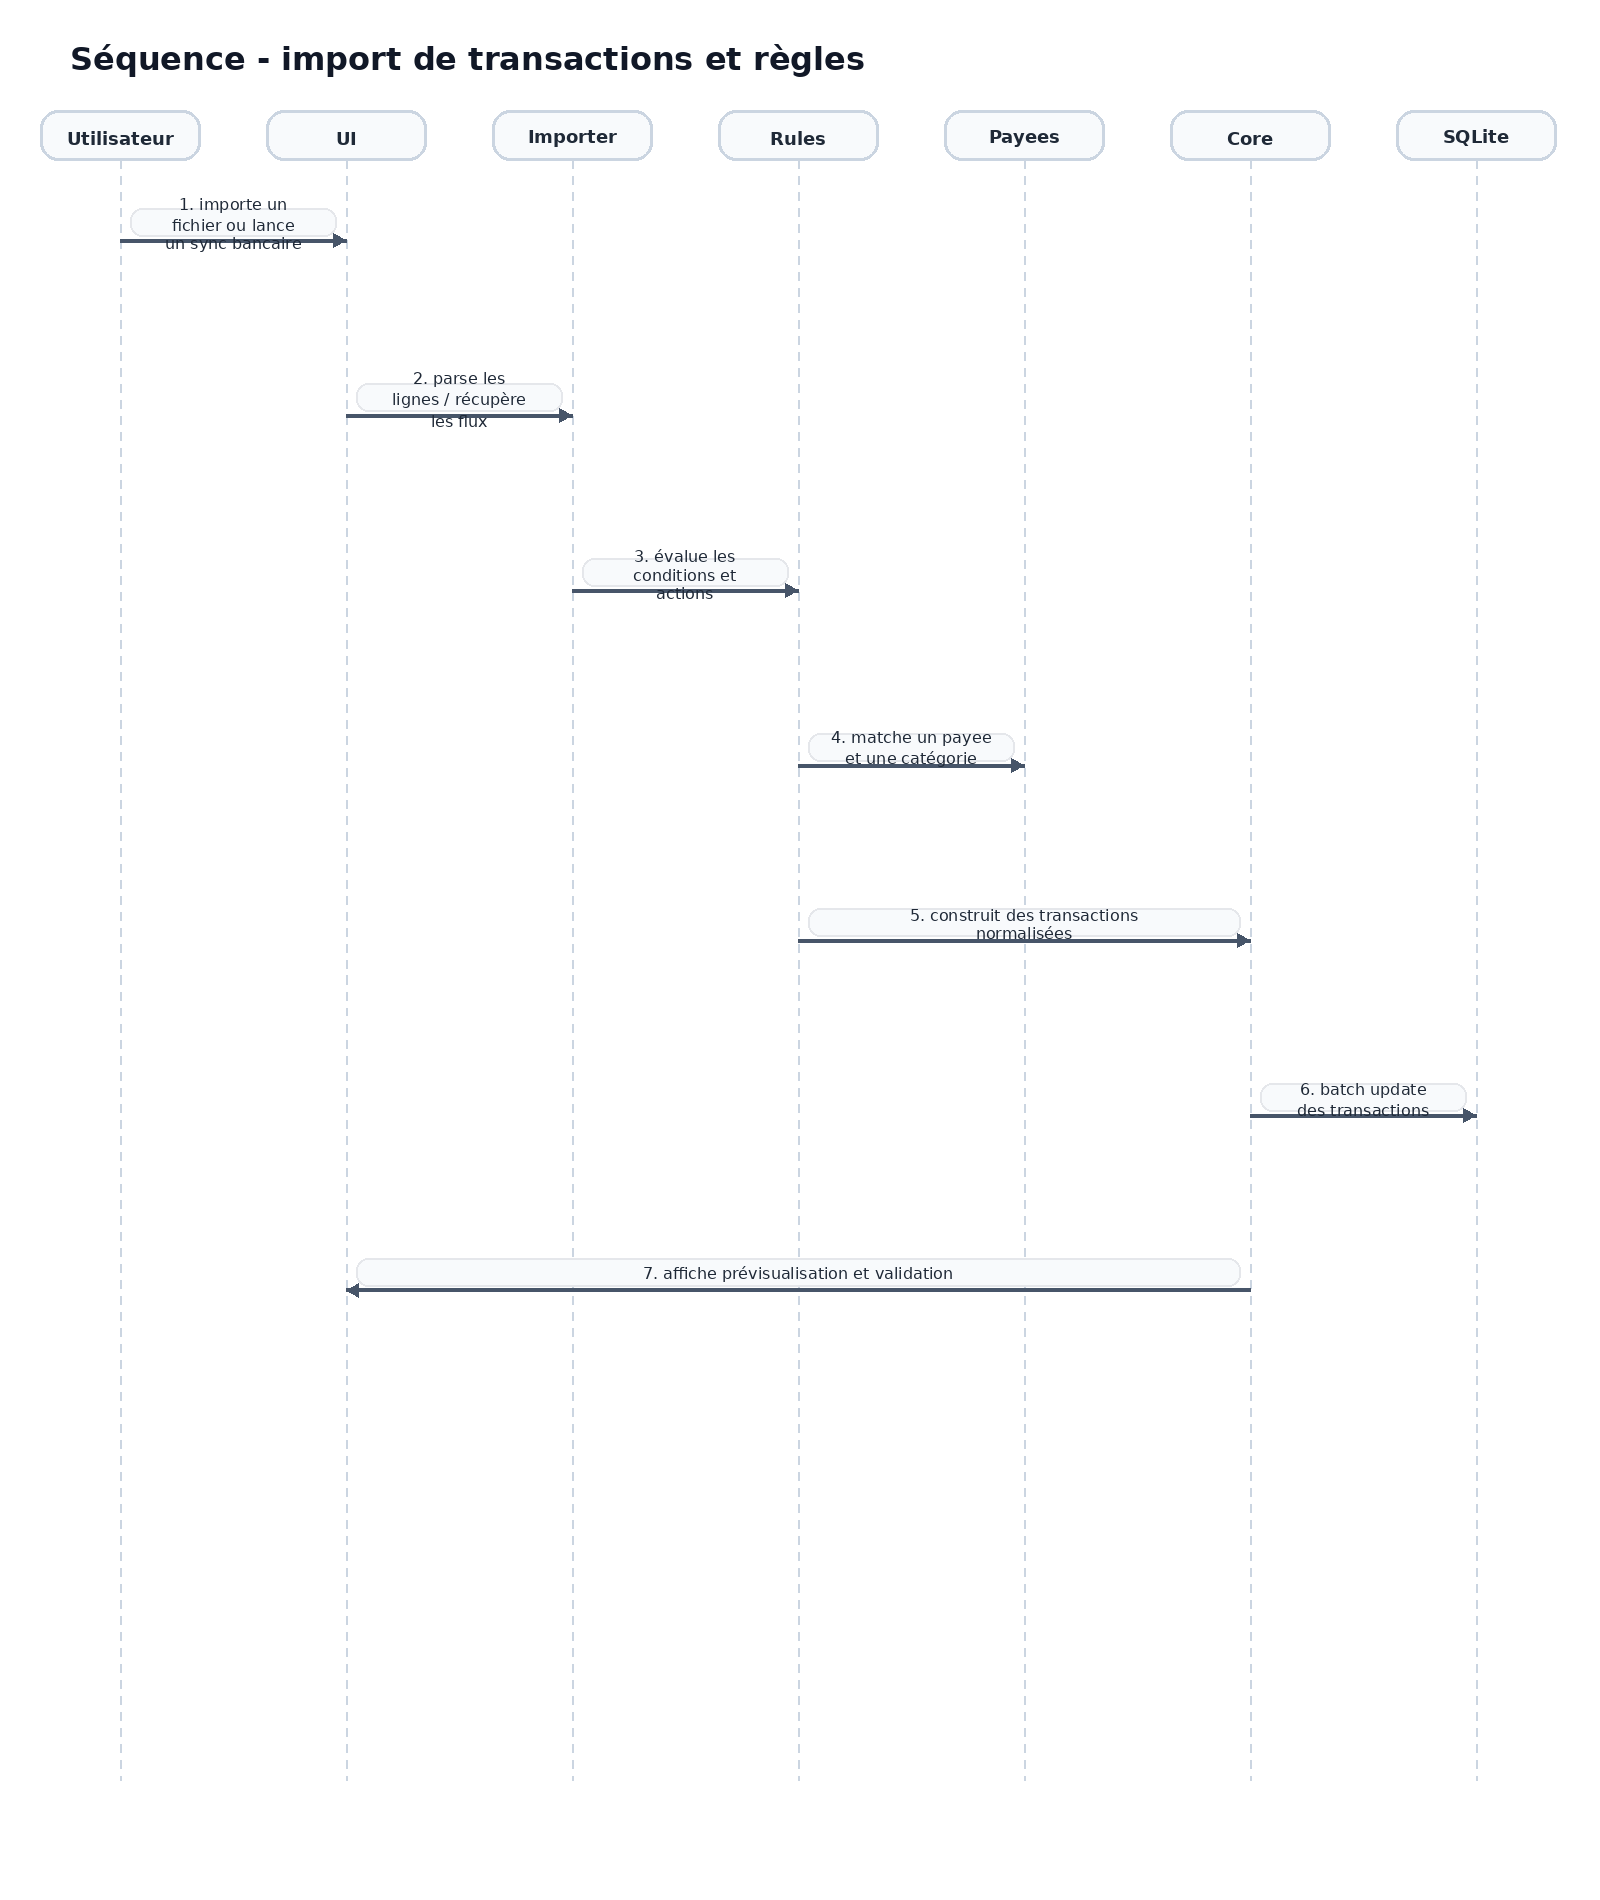 Séquence - import de transactions et règles
Utilisateur
UI
Importer
Rules
Payees
Core
SQLite
1. importe un
fichier ou lance
un sync bancaire
2. parse les
lignes / récupère
les flux
3. évalue les
conditions et
actions
4. matche un payee
et une catégorie
5. construit des transactions
normalisées
6. batch update
des transactions
7. affiche prévisualisation et validation